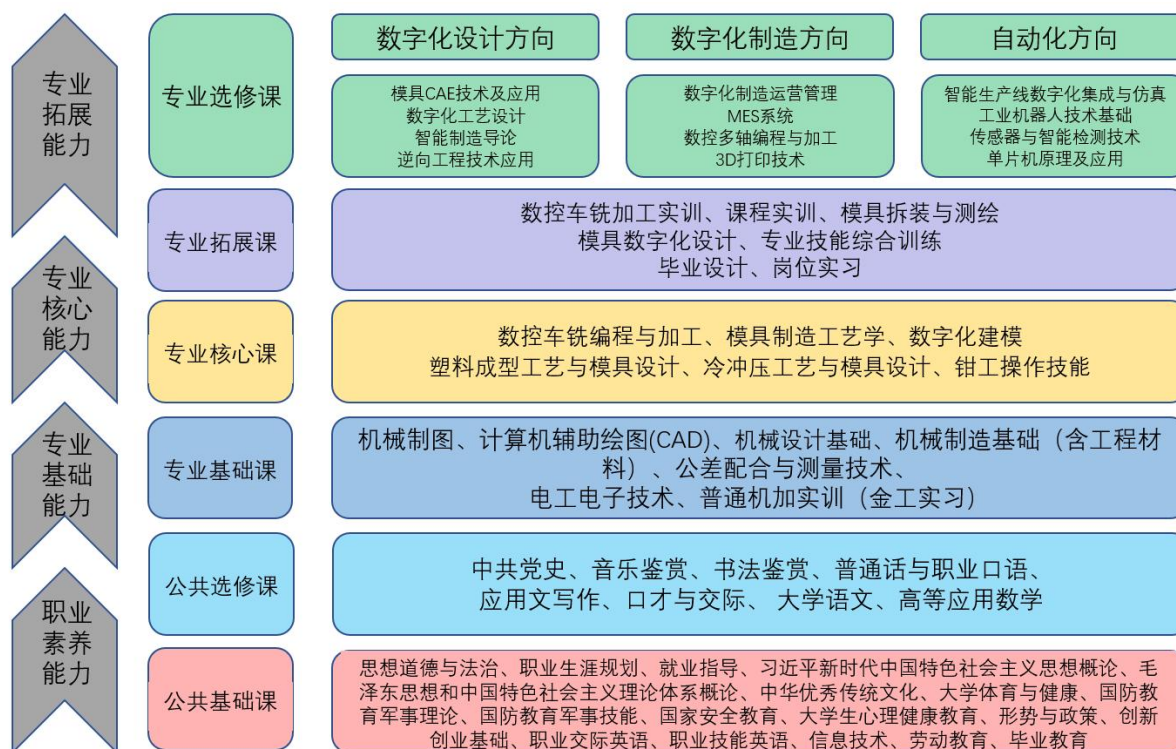 专业
拓展
能力
专业选修课
数字化设计方向
数字化制造方向
自动化方向
模具CAE技术及应用
数字化工艺设计
智能制造导论
逆向工程技术应用
数字化制造运营管理
MES系统
数控多轴编程与加工
3D打印技术
智能生产线数字化集成与仿真
工业机器人技术基础
传感器与智能检测技术
单片机原理及应用
专业拓展课
数控车铣加工实训、课程实训、模具拆装与测绘
模具数字化设计、专业技能综合训练
毕业设计、岗位实习
专业
核心
能力
专业核心课
数控车铣编程与加工、模具制造工艺学、数字化建模
塑料成型工艺与模具设计、冷冲压工艺与模具设计、钳工操作技能
专业
基础
能力
专业基础课
机械制图、计算机辅助绘图(CAD)、机械设计基础、机械制造基础（含工程材
料）、公差配合与测量技术、
电工电子技术、普通机加实训（金工实习）
公共选修课
中共党史、音乐鉴赏、书法鉴赏、普通话与职业口语、
应用文写作、口才与交际、 大学语文、高等应用数学
职业
素养
能力
公共基础课
思想道德与法治、职业生涯规划、就业指导、习近平新时代中国特色社会主义思想概论、毛
泽东思想和中国特色社会主义理论体系概论、中华优秀传统文化、大学体育与健康、国防教
育军事理论、国防教育军事技能、国家安全教育、大学生心理健康教育、形势与政策、创新
创业基础、职业交际英语、职业技能英语、信息技术、劳动教育、毕业教育